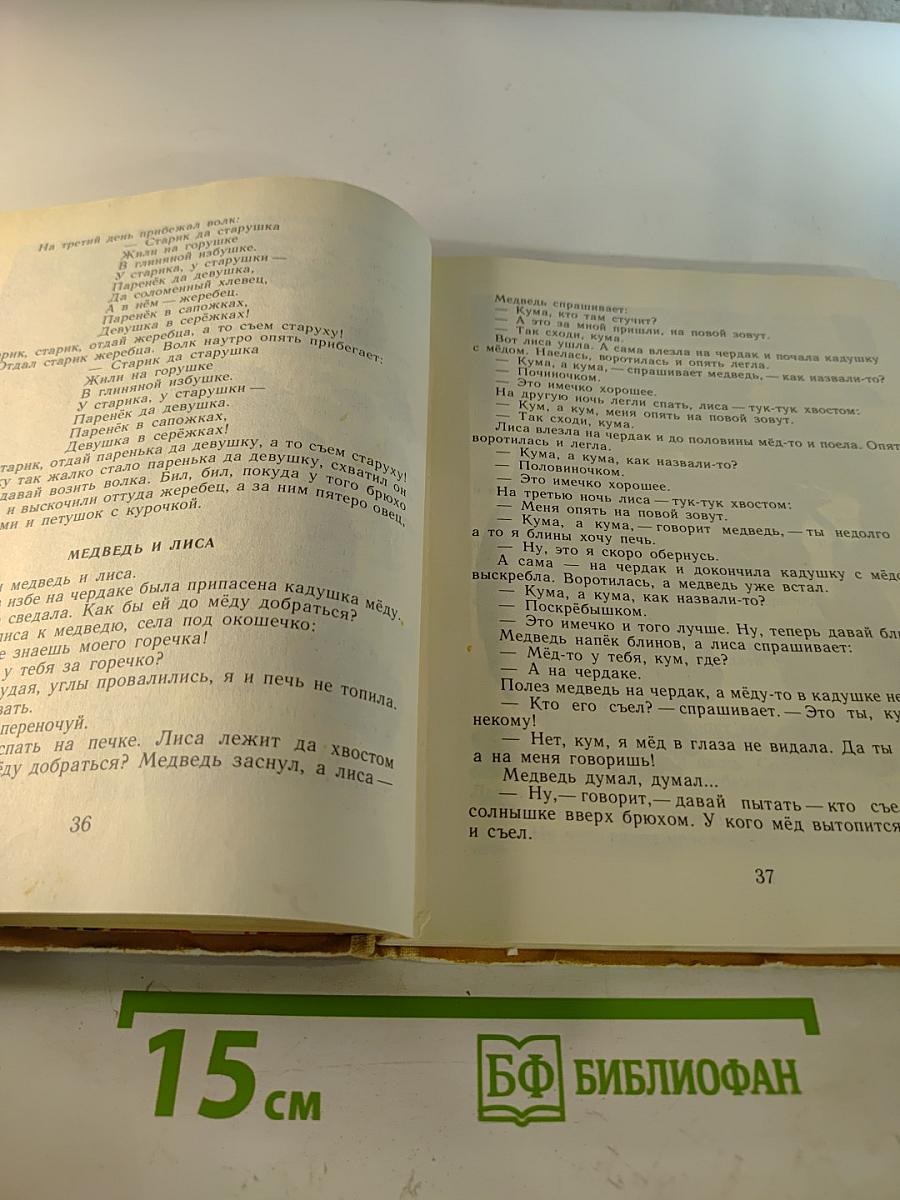 На третий день прибежал волк:
— Старик да старушка
Жили на горушке
В глиняной избушке.
У старика, у старушки —
Паренёк да девушка,
Да соломенный хлевец,
А в нём — жеребец.
Паренёк в сапожках,
Девушка в серёжках!
старик, отдай жеребца, а то съем старуху!
Отдал старик жеребца. Волк наутро опять прибегает:
— Старик да старушка
Жили на горушке
В глиняной избушке.
У старика, у старушки —
Паренёк да девушка.
Паренёк в сапожках,
Девушка в серёжках!
отдай паренька да девушку, а то съем старуху!
так жалко стало паренька да девушку, схватил он
давай возить волка. Бил, бил, покуда у того брюхо
и выскочили оттуда жеребец, а за ним пятеро овец,
и петушок с курочкой.
МЕДВЕДЬ И ЛИСА
медведь и лиса.
избе на чердаке была припасена кадушка мёду.
сведала. Как бы ей до мёду добраться?
к медведю, села под окошечко:
знаешь моего горечка!
у тебя за горечко?
углы провалились, я и печь не топила.
переночуй.
спать на печке. Лиса лежит да хвостом
добраться? Медведь заснул, а лиса —
36
Медведь спрашивает:
— Кума, кто там стучит?
— А это за мной пришли, на повой зовут.
— Так сходи, кума.
Вот лиса ушла. А сама влезла на чердак и почала кадушку
с мёдом. Наелась, воротилась и опять легла.
— Кума, а кума, — спрашивает медведь, — как назвали-то?
— Починочком.
— Это имечко хорошее.
На другую ночь легли спать, лиса — тук-тук хвостом:
— Кум, а кум, меня опять на повой зовут.
— Так сходи, кума.
Лиса влезла на чердак и до половины мёд-то и поела. Опят
воротилась и легла.
— Кума, а кума, как назвали-то?
— Половиночком.
— Это имечко хорошее.
На третью ночь лиса — тук-тук хвостом:
— Меня опять на повой зовут.
— Кума, а кума, — говорит медведь, — ты недолго
а то я блины хочу печь.
— Ну, это я скоро обернусь.
А сама — на чердак и докончила кадушку с
выскребла. Воротилась, а медведь уже встал.
— Кума, а кума, как назвали-то?
— Поскрёбышком.
— Это имечко и того лучше. Ну, теперь давай
Медведь напёк блинов, а лиса спрашивает:
— Мёд-то у тебя, кум, где?
— А на чердаке.
Полез медведь на чердак, а мёду-то в кадушке
— Кто его съел? — спрашивает. — Это ты,
некому!
— Нет, кум, я мёд в глаза не видала. Да ты
а на меня говоришь!
Медведь думал, думал...
— Ну,— говорит,— давай пытать — кто
солнышке вверх брюхом. У кого мёд вытопится
и съел.
37
15 см
БФ БИБЛИОФАН